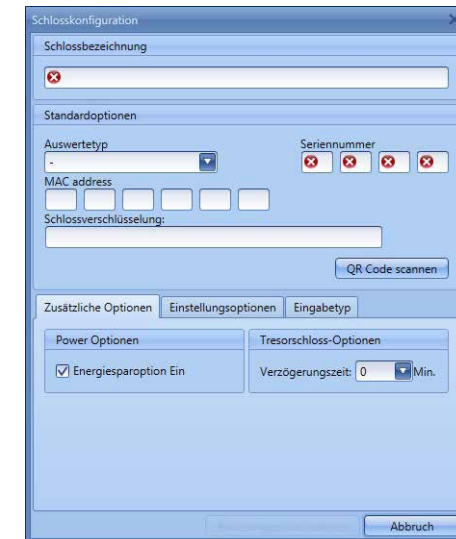 Schlosskonfiguration
Schlossbezeichnung
Standardoptionen
Auswertetyp
Seriennummer
-
MAC address
Schlossverschlüsselung:
QR Code scannen
Zusätzliche Optionen Einstellungsoptionen Eingabetyp
Power Optionen
Tresorschloss-Optionen
Energiesparoption Ein
Verzögerungszeit: 0 Min.
Abbruch